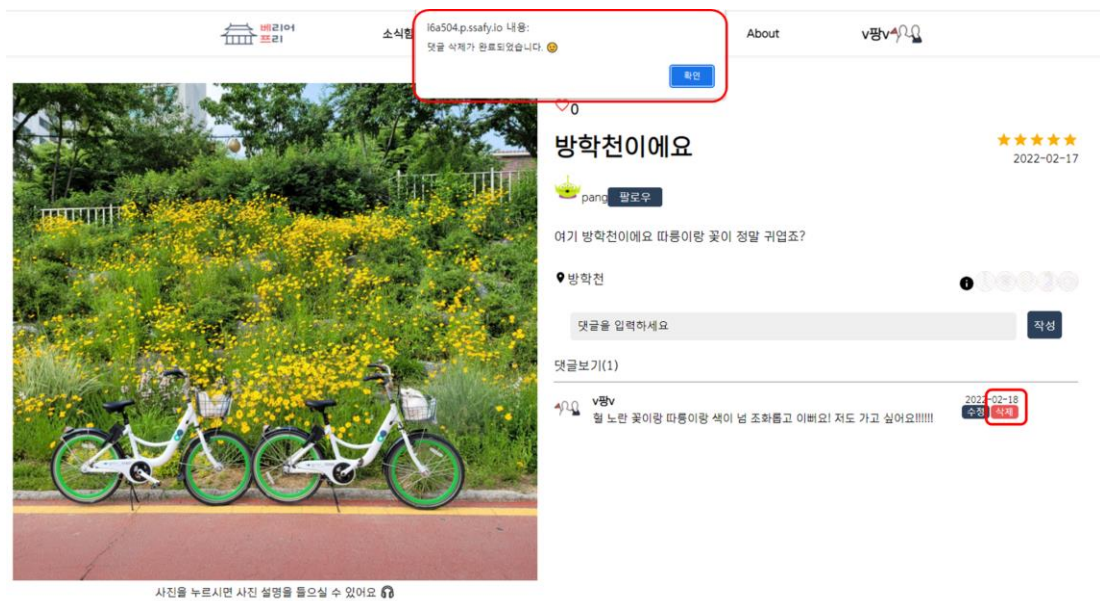 베리어
프리
소식함
i6a504.p.ssafy.io 내용:
댓글 삭제가 완료되었습니다. 😥
확인
About
v팡v
0
방학천이에요
2022-02-17
pang 팔로우
여기 방학천이에요 따릉이랑 꽃이 정말 귀엽죠?
방학천
댓글을 입력하세요
작성
댓글보기(1)
v팡v
2022-02-18
헐 노란 꽃이랑 따릉이랑 색이 넘 조화롭고 이뻐요! 저도 가고 싶어요!!!!!!
수정 삭제
사진을 누르시면 사진 설명을 들으실 수 있어요